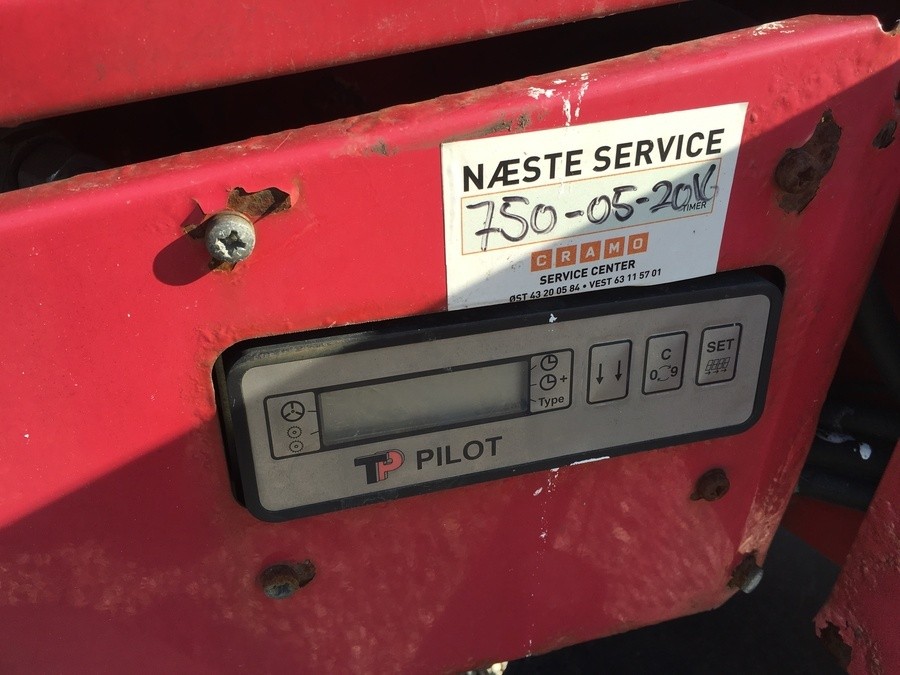 NÆSTE SERVICE
750-05-2016
TIMER
CRAMO
SERVICE CENTER
ØST 43 20 05 84 • VEST 63 11 57 01
+
Type
C
0 9
SET
TP PILOT